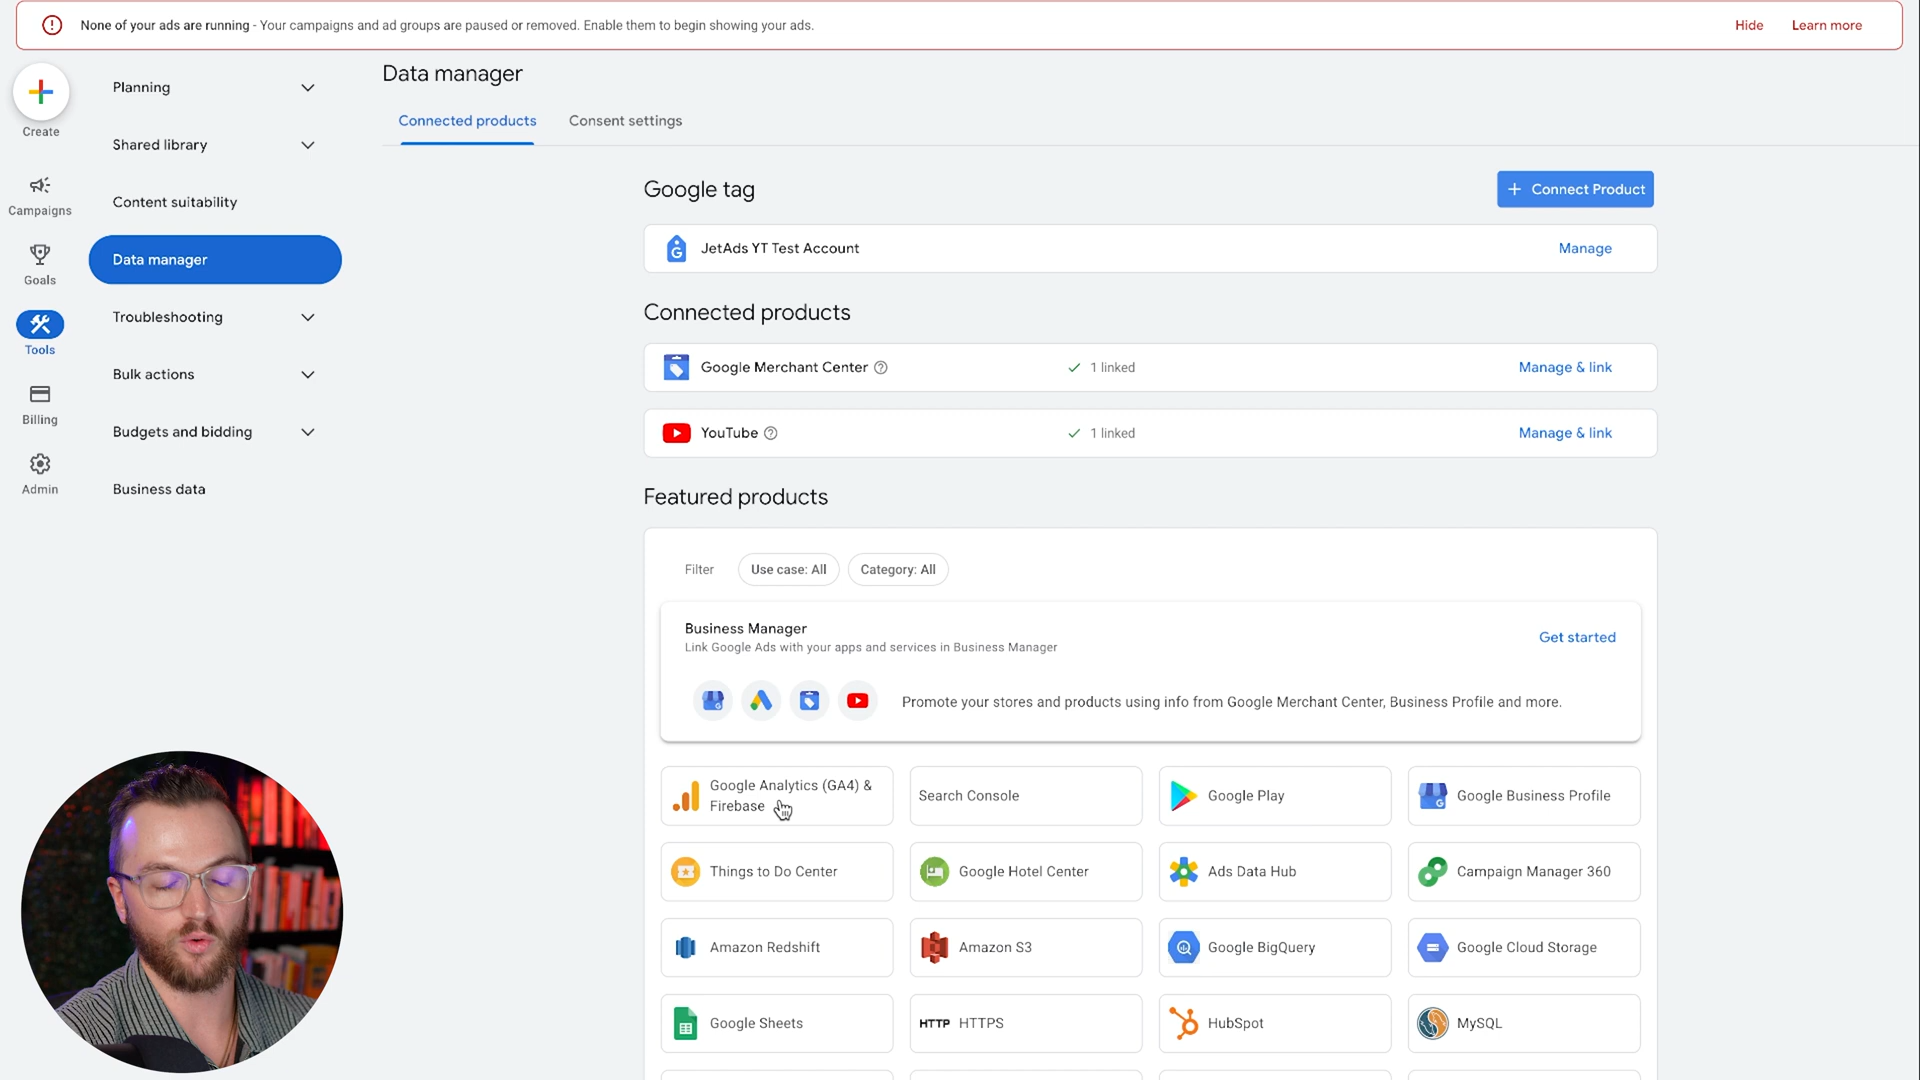 None of your ads are running - Your campaigns and ad groups are paused or removed. Enable them to begin showing your ads.
Hide
Learn more
Create
Campaigns
Goals
Tools
Billing
Admin
Planning
Shared library
Content suitability
Data manager
Troubleshooting
Bulk actions
Budgets and bidding
Business data
Data manager
Connected products
Consent settings
Google tag
+ Connect Product
JetAds YT Test Account
Manage
Connected products
Google Merchant Center
1 linked
Manage & link
YouTube
1 linked
Manage & link
Featured products
Filter
Use case: All
Category: All
Business Manager
Link Google Ads with your apps and services in Business Manager
Get started
Promote your stores and products using info from Google Merchant Center, Business Profile and more.
Google Analytics (GA4) &
Firebase
Search Console
Google Play
Google Business Profile
Things to Do Center
Google Hotel Center
Ads Data Hub
Campaign Manager 360
Amazon Redshift
Amazon S3
Google BigQuery
Google Cloud Storage
Google Sheets
HTTP HTTPS
HubSpot
MySQL